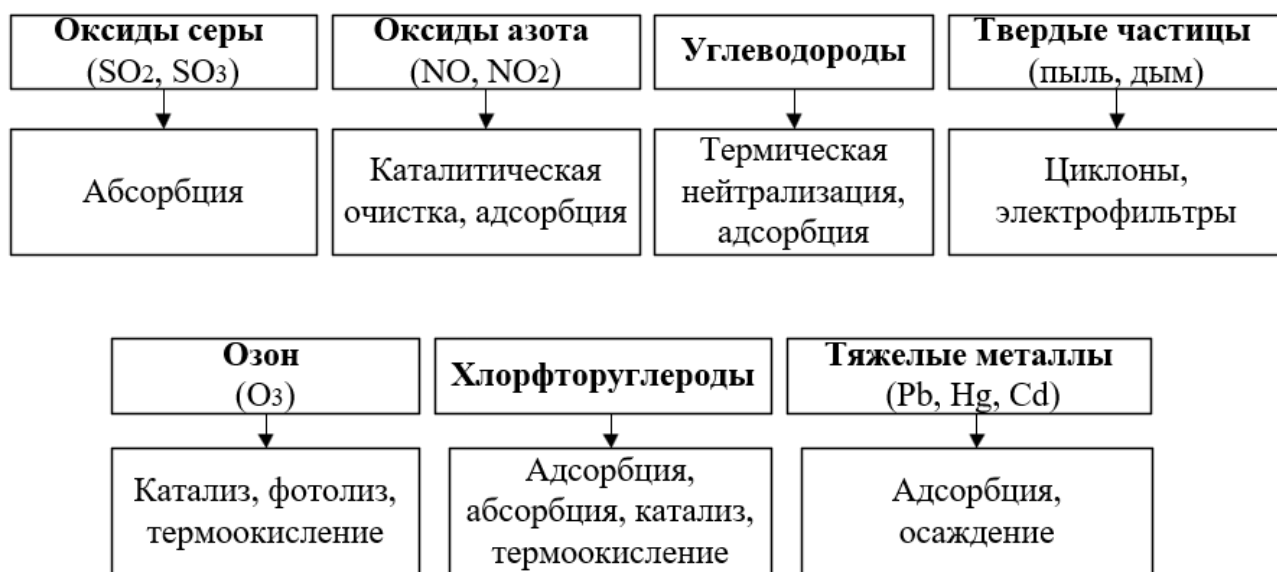 Оксиды серы
(SO2, SO3)
Оксиды азота
(NO, NO2)
Углеводороды
Твердые частицы
(пыль, дым)
Абсорбция
Каталитическая
очистка, адсорбция
Термическая
нейтрализация,
адсорбция
Циклоны,
электрофильтры
Озон
(O3)
Хлорфторуглероды
Тяжелые металлы
(Pb, Hg, Cd)
Катализ, фотолиз,
термоокисление
Адсорбция,
абсорбция, катализ,
термоокисление
Адсорбция,
осаждение